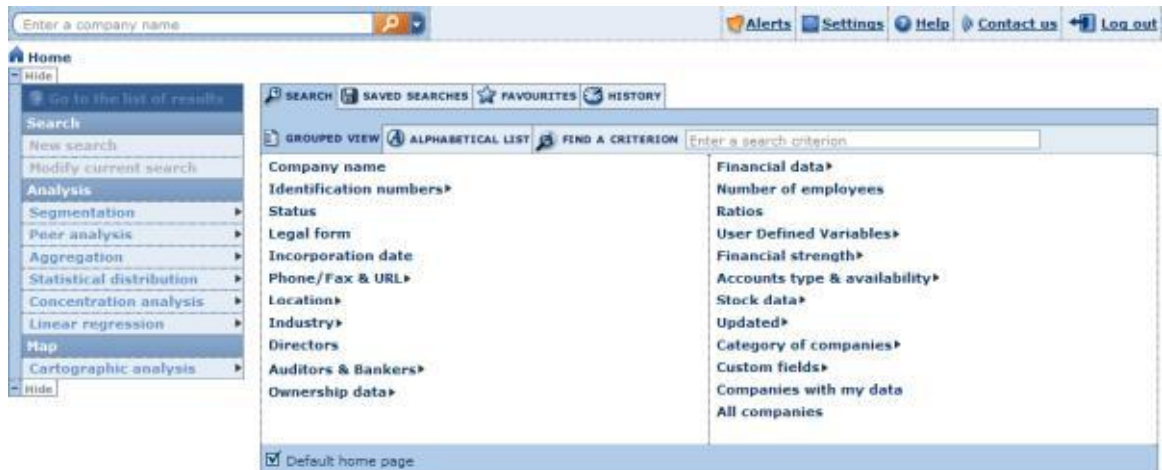 Enter a company name
Alerts Settings Help Contact us Log out
Home
Hide
Go to the list of results
Search
New search
Modify current search
Analysis
Segmentation
Peer analysis
Aggregation
Statistical distribution
Concentration analysis
Linear regression
Map
Cartographic analysis
Hide
SEARCH SAVED SEARCHES FAVOURITES HISTORY
GROUPED VIEW ALPHABETICAL LIST FIND A CRITERION Enter a search criterion
Company name
Identification numbers
Status
Legal form
Incorporation date
Phone/Fax & URL
Location
Industry
Directors
Auditors & Bankers
Ownership data
Financial data
Number of employees
Ratios
User Defined Variables
Financial strength
Accounts type & availability
Stock data
Updated
Category of companies
Custom fields
Companies with my data
All companies
Default home page